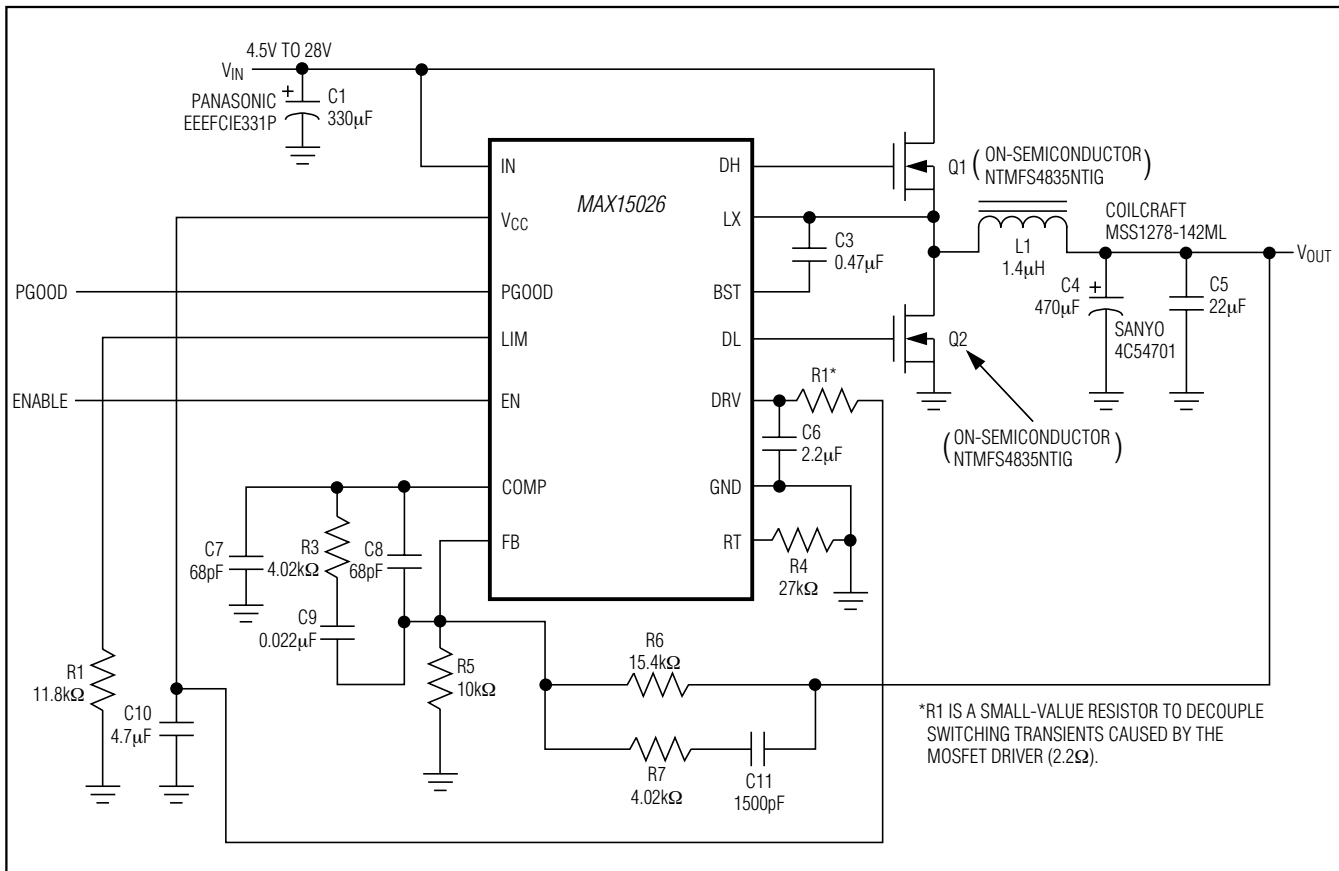 4.5V TO 28V
VIN
PANASONIC
EEEFCIE331P
+
C1
330µF
MAX15026
IN
VCC
PGOOD
LIM
EN
COMP
FB
DH
LX
BST
DL
DRV
GND
RT
PGOOD
ENABLE
Q1
(ON-SEMICONDUCTOR
NTMFS4835NTIG)
C3
0.47µF
L1
1.4µH
COILCRAFT
MSS1278-142ML
VOUT
C4
470µF
+
SANYO
4C54701
C5
22µF
Q2
(ON-SEMICONDUCTOR
NTMFS4835NTIG)
R1*
C6
2.2µF
R4
27kΩ
C7
68pF
R3
4.02kΩ
C8
68pF
C9
0.022µF
R1
11.8kΩ
C10
4.7µF
R5
10kΩ
R6
15.4kΩ
R7
4.02kΩ
C11
1500pF
*R1 IS A SMALL-VALUE RESISTOR TO DECOUPLE
SWITCHING TRANSIENTS CAUSED BY THE
MOSFET DRIVER (2.2Ω).